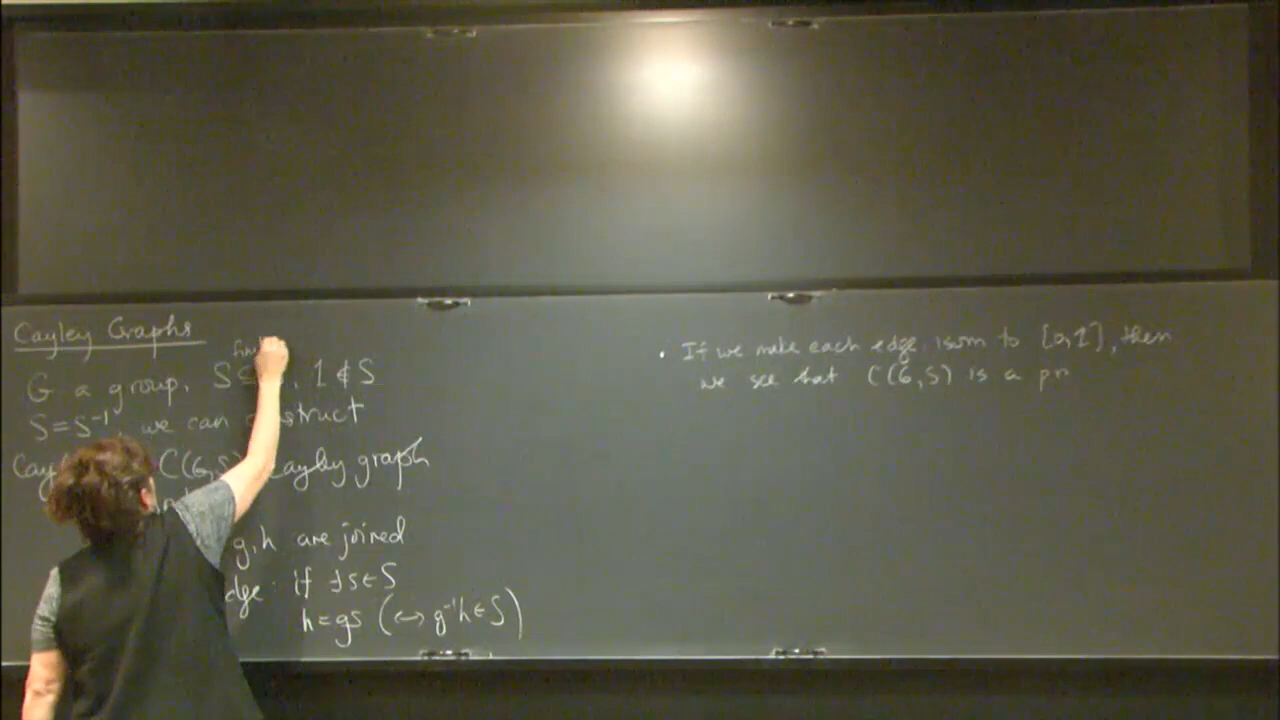 Cayley Graphs
G a group, S ⊆ , 1 ∉ S
S=S⁻¹, we can construct
C(G,S) Cayley graph
g,h are joined
if ∃s∈S
h=gs (↔ g⁻¹h∈S)
· If we make each edge isom to [0,1], then
we see that C(G,S) is a pr